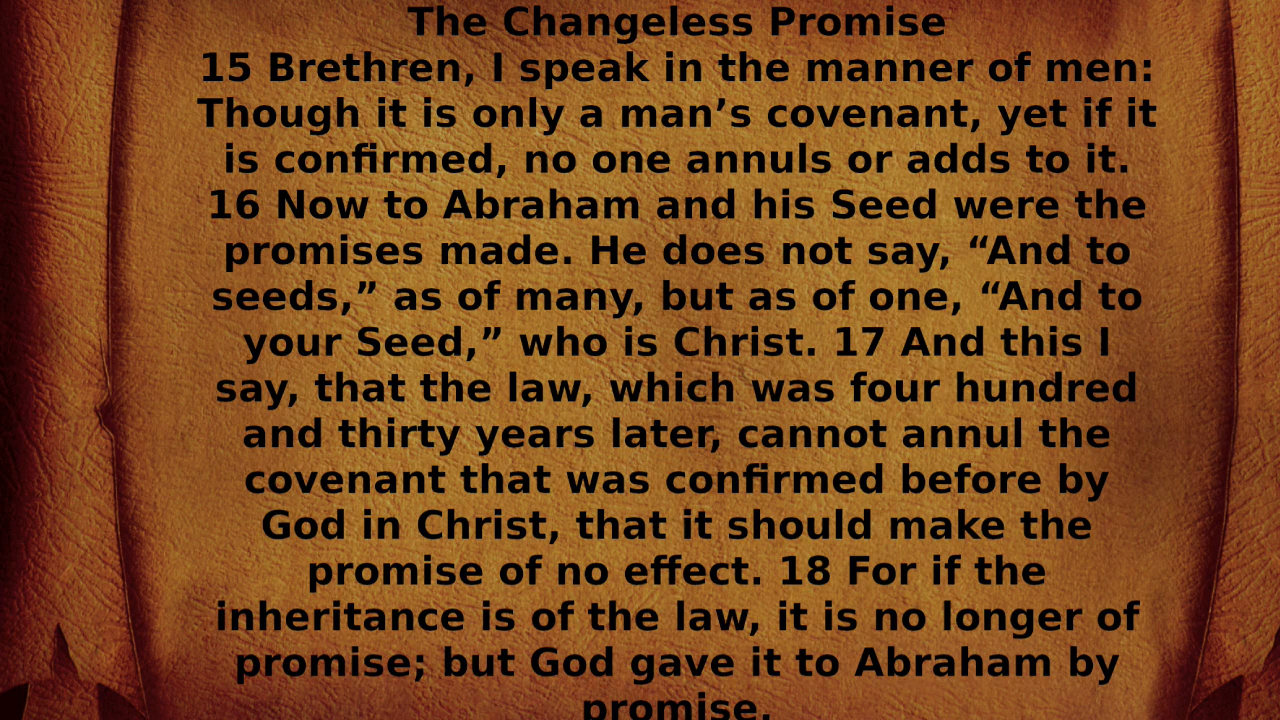 The Changeless Promise
15 Brethren, I speak in the manner of men:
Though it is only a man’s covenant, yet if it
is confirmed, no one annuls or adds to it.
16 Now to Abraham and his Seed were the
promises made. He does not say, “And to
seeds,” as of many, but as of one, “And to
your Seed,” who is Christ. 17 And this I
say, that the law, which was four hundred
and thirty years later, cannot annul the
covenant that was confirmed before by
God in Christ, that it should make the
promise of no effect. 18 For if the
inheritance is of the law, it is no longer of
promise; but God gave it to Abraham by
promise.